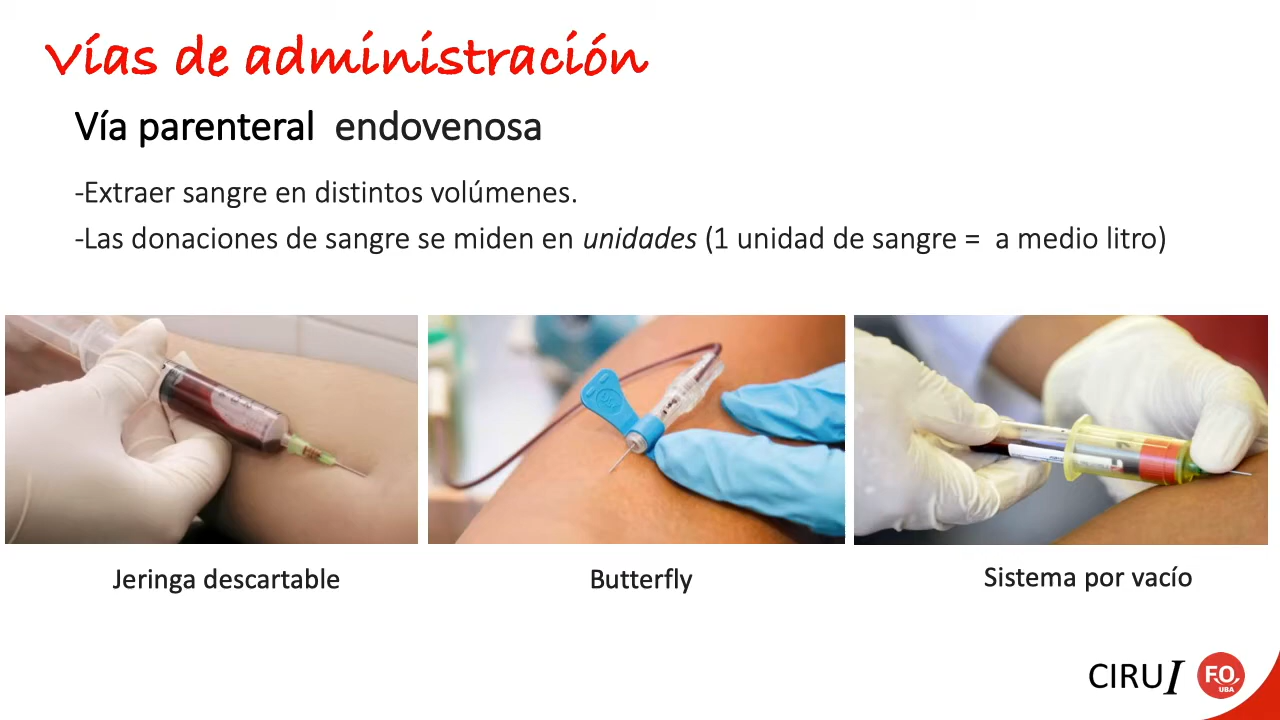 Vías de administración
Vía parenteral endovenosa
-Extraer sangre en distintos volúmenes.
-Las donaciones de sangre se miden en unidades (1 unidad de sangre = a medio litro)
Jeringa descartable
Butterfly
Sistema por vacío
CIRUI
F.O.
UBA